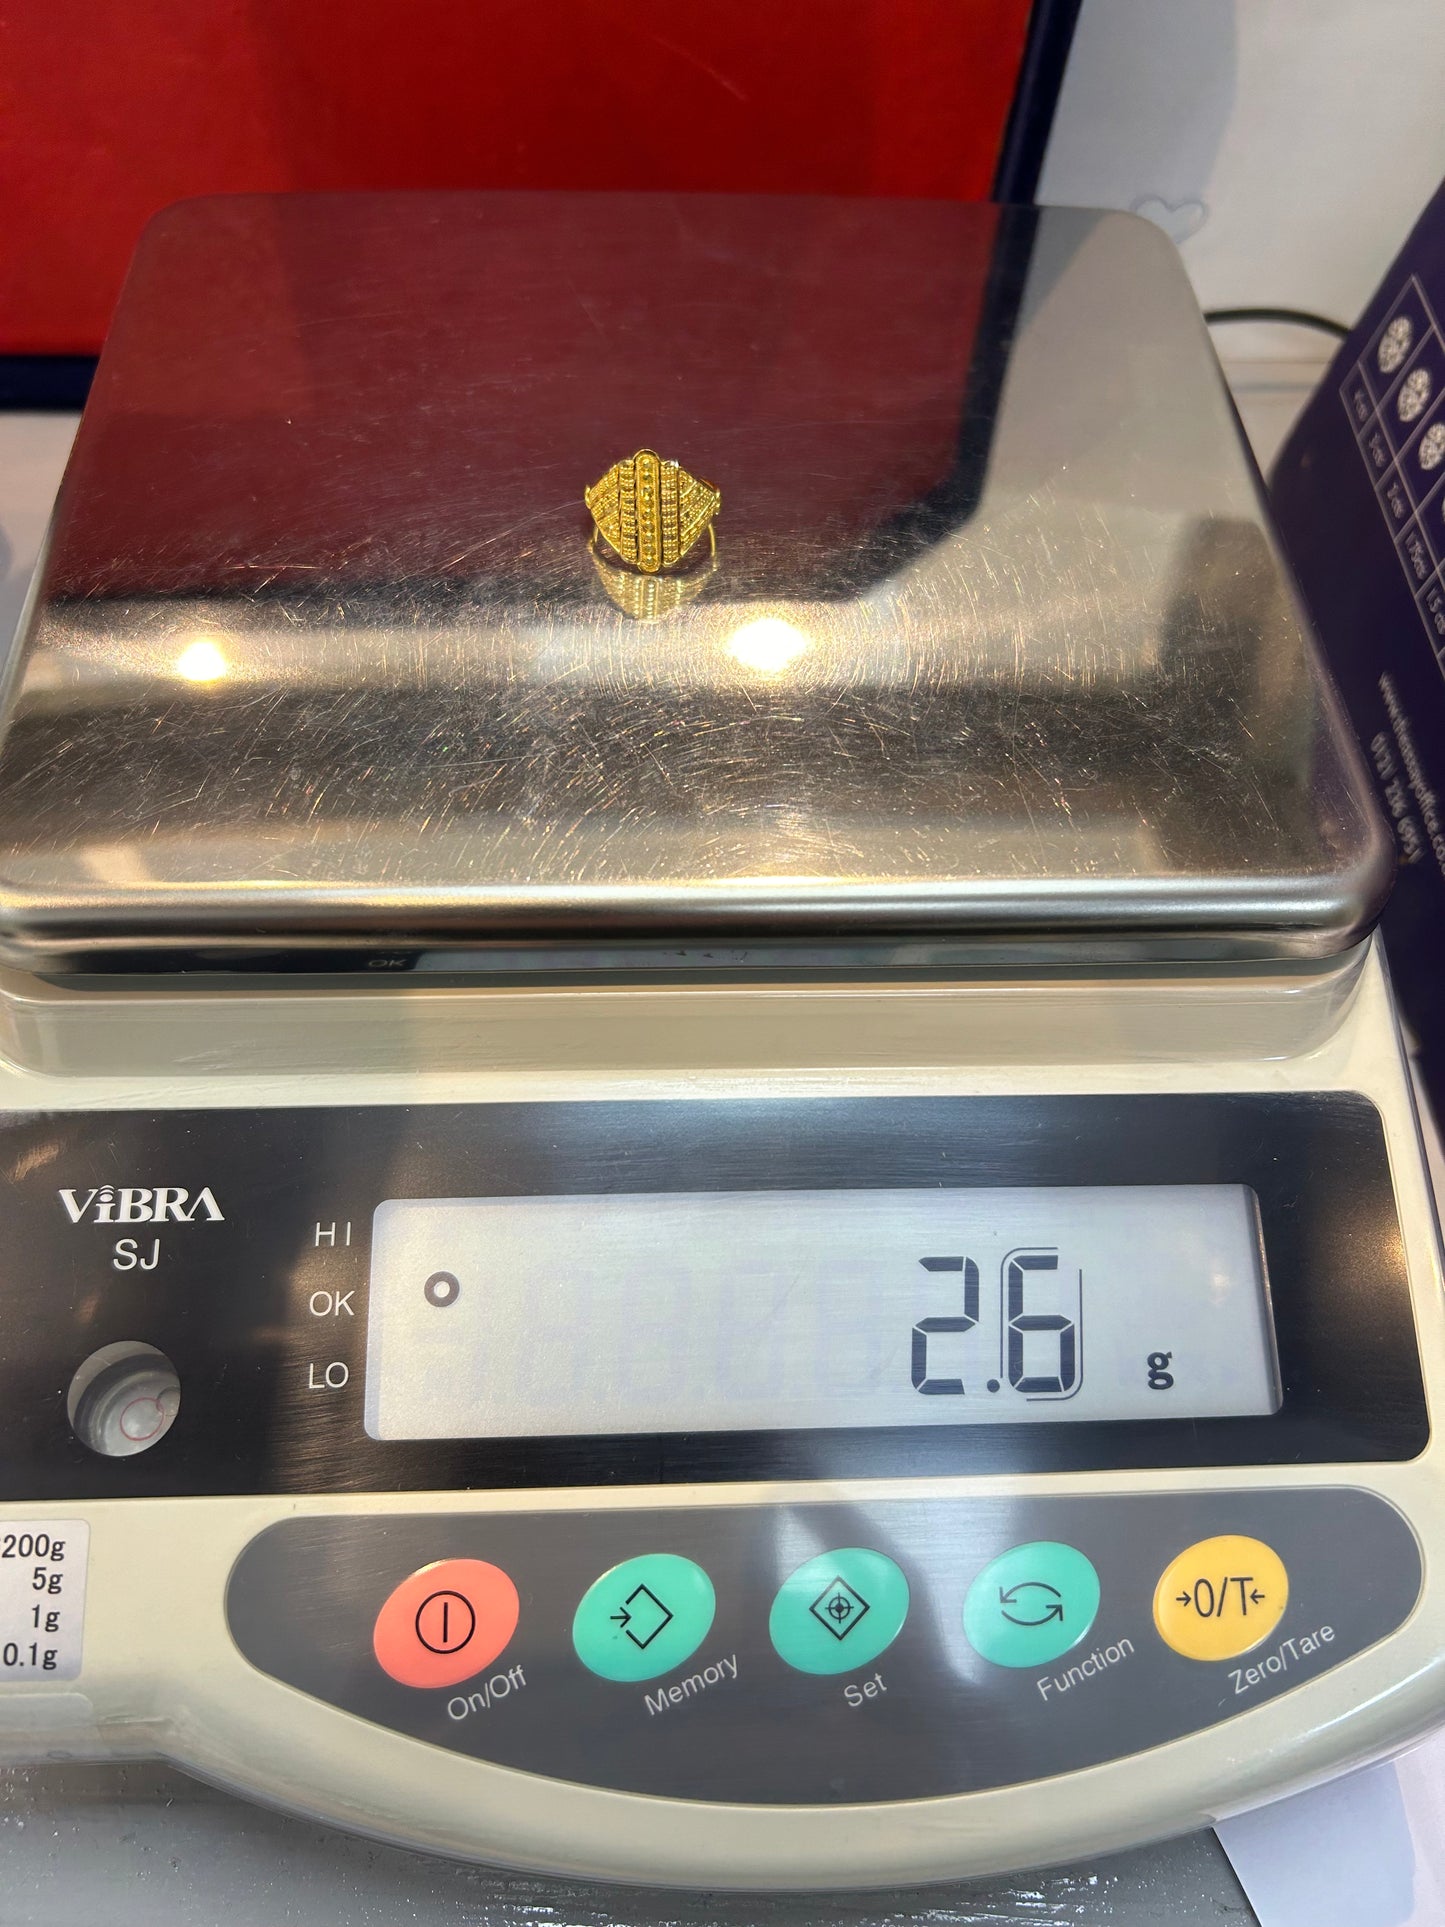 OK
ViBRA
SJ
HI
OK
LO
2.6 g
200g
5g
1g
0.1g
On/Off
Memory
Set
Function
→0/T←
Zero/Tare